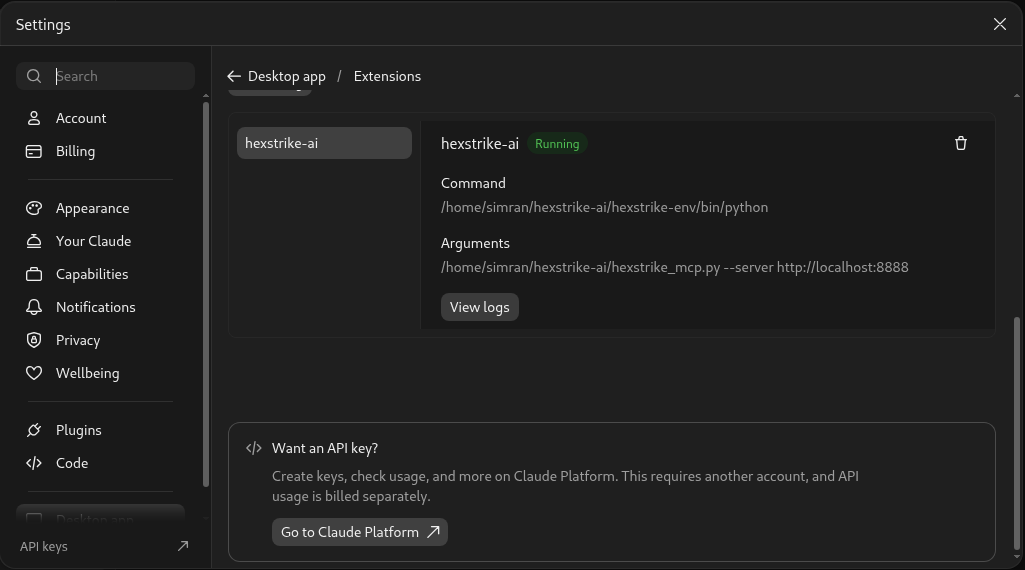 Settings
Search
Account
Billing
Appearance
Your Claude
Capabilities
Notifications
Privacy
Wellbeing
Plugins
Code
Desktop app
API keys
Desktop app / Extensions
hexstrike-ai
hexstrike-ai Running
Command
/home/simran/hexstrike-ai/hexstrike-env/bin/python
Arguments
/home/simran/hexstrike-ai/hexstrike_mcp.py --server http://localhost:8888
View logs
Want an API key?
Create keys, check usage, and more on Claude Platform. This requires another account, and API
usage is billed separately.
Go to Claude Platform